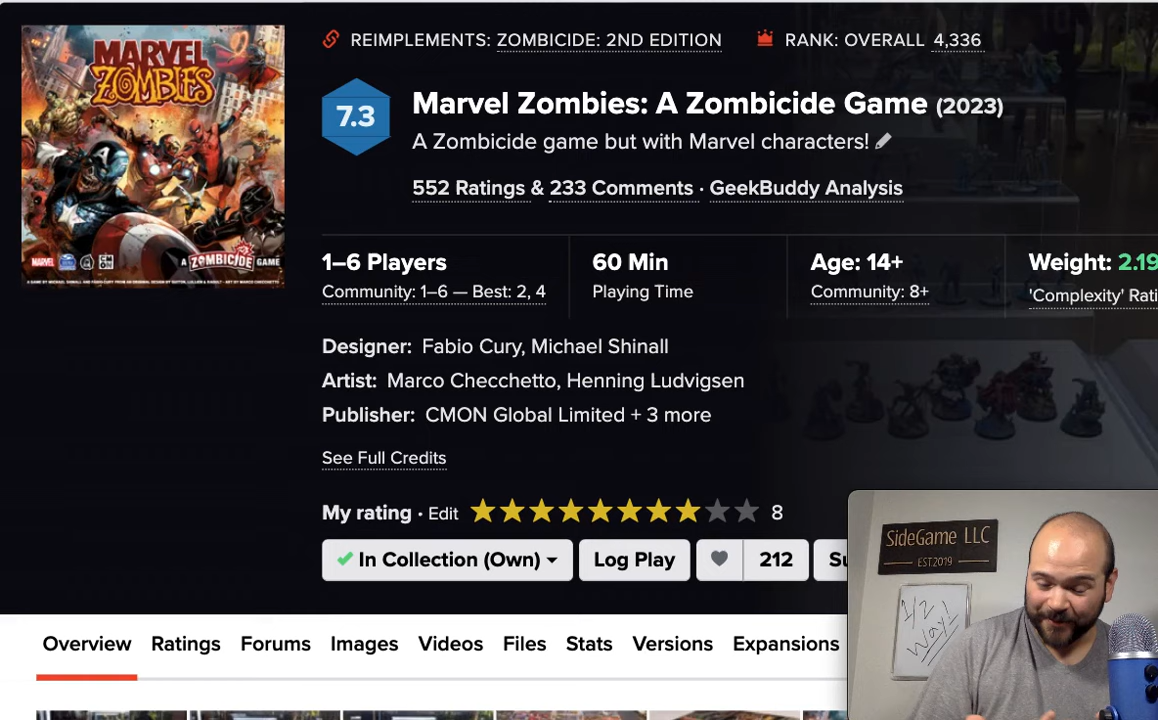 REIMPLEMENTS: ZOMBICIDE: 2ND EDITION
RANK: OVERALL 4,336
MARVEL
ZOMBIES
MARVEL
CMON
A ZOMBICIDE GAME
7.3
Marvel Zombies: A Zombicide Game (2023)
A Zombicide game but with Marvel characters!
552 Ratings & 233 Comments · GeekBuddy Analysis
1–6 Players
Community: 1–6 — Best: 2, 4
60 Min
Playing Time
Age: 14+
Community: 8+
Weight: 2.19
'Complexity' Rati
Designer: Fabio Cury, Michael Shinall
Artist: Marco Checchetto, Henning Ludvigsen
Publisher: CMON Global Limited + 3 more
See Full Credits
My rating · Edit 8
In Collection (Own)
Log Play
212
Su
SideGame LLC
EST.2019
1/2
Way!
Overview Ratings Forums Images Videos Files Stats Versions Expansions